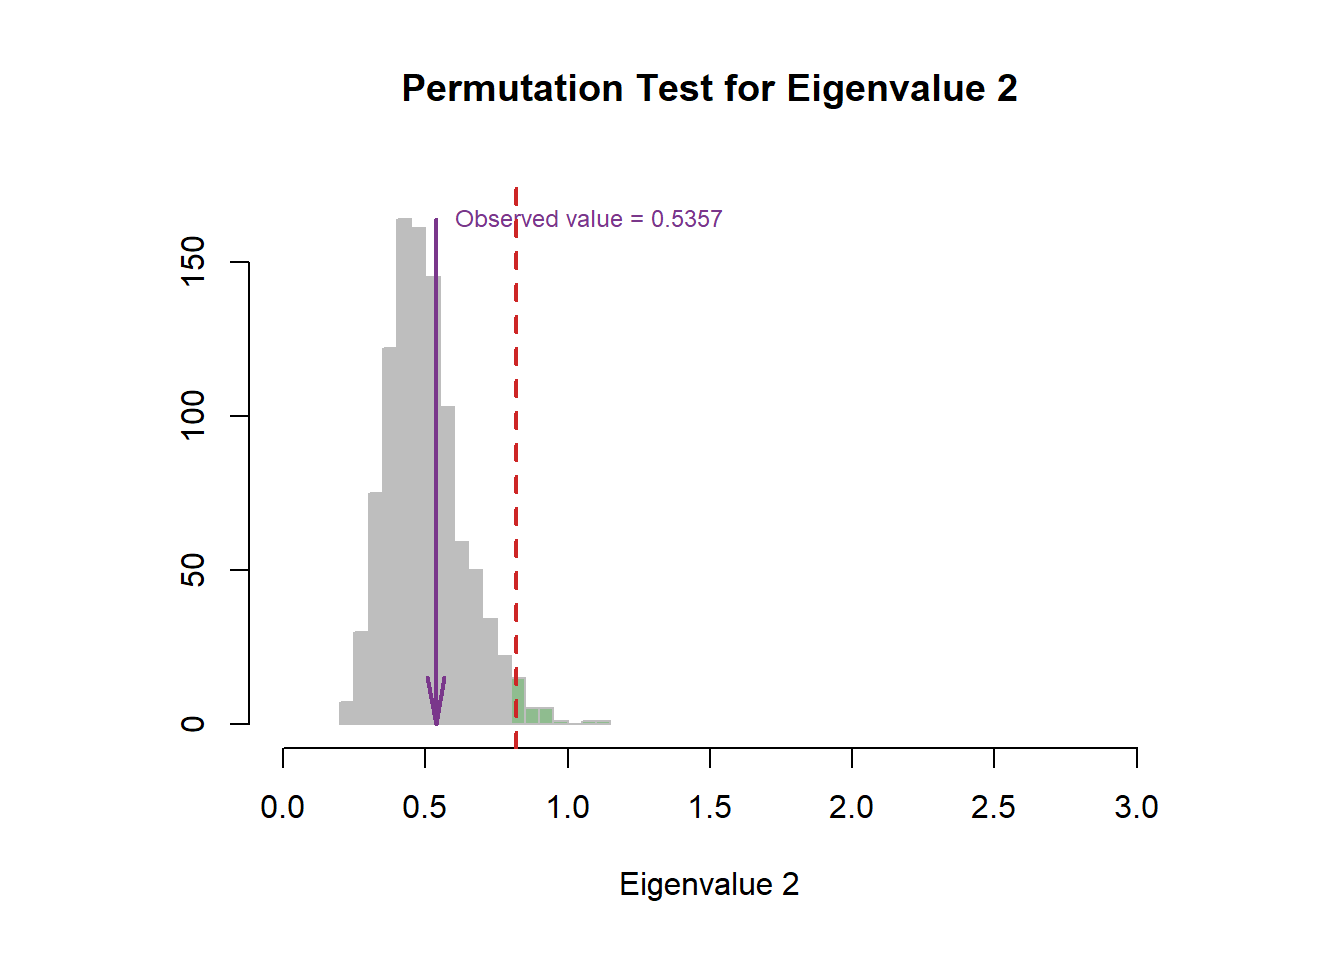 Permutation Test for Eigenvalue 2
Observed value = 0.5357
150
100
50
0
0.0 0.5 1.0 1.5 2.0 2.5 3.0
Eigenvalue 2